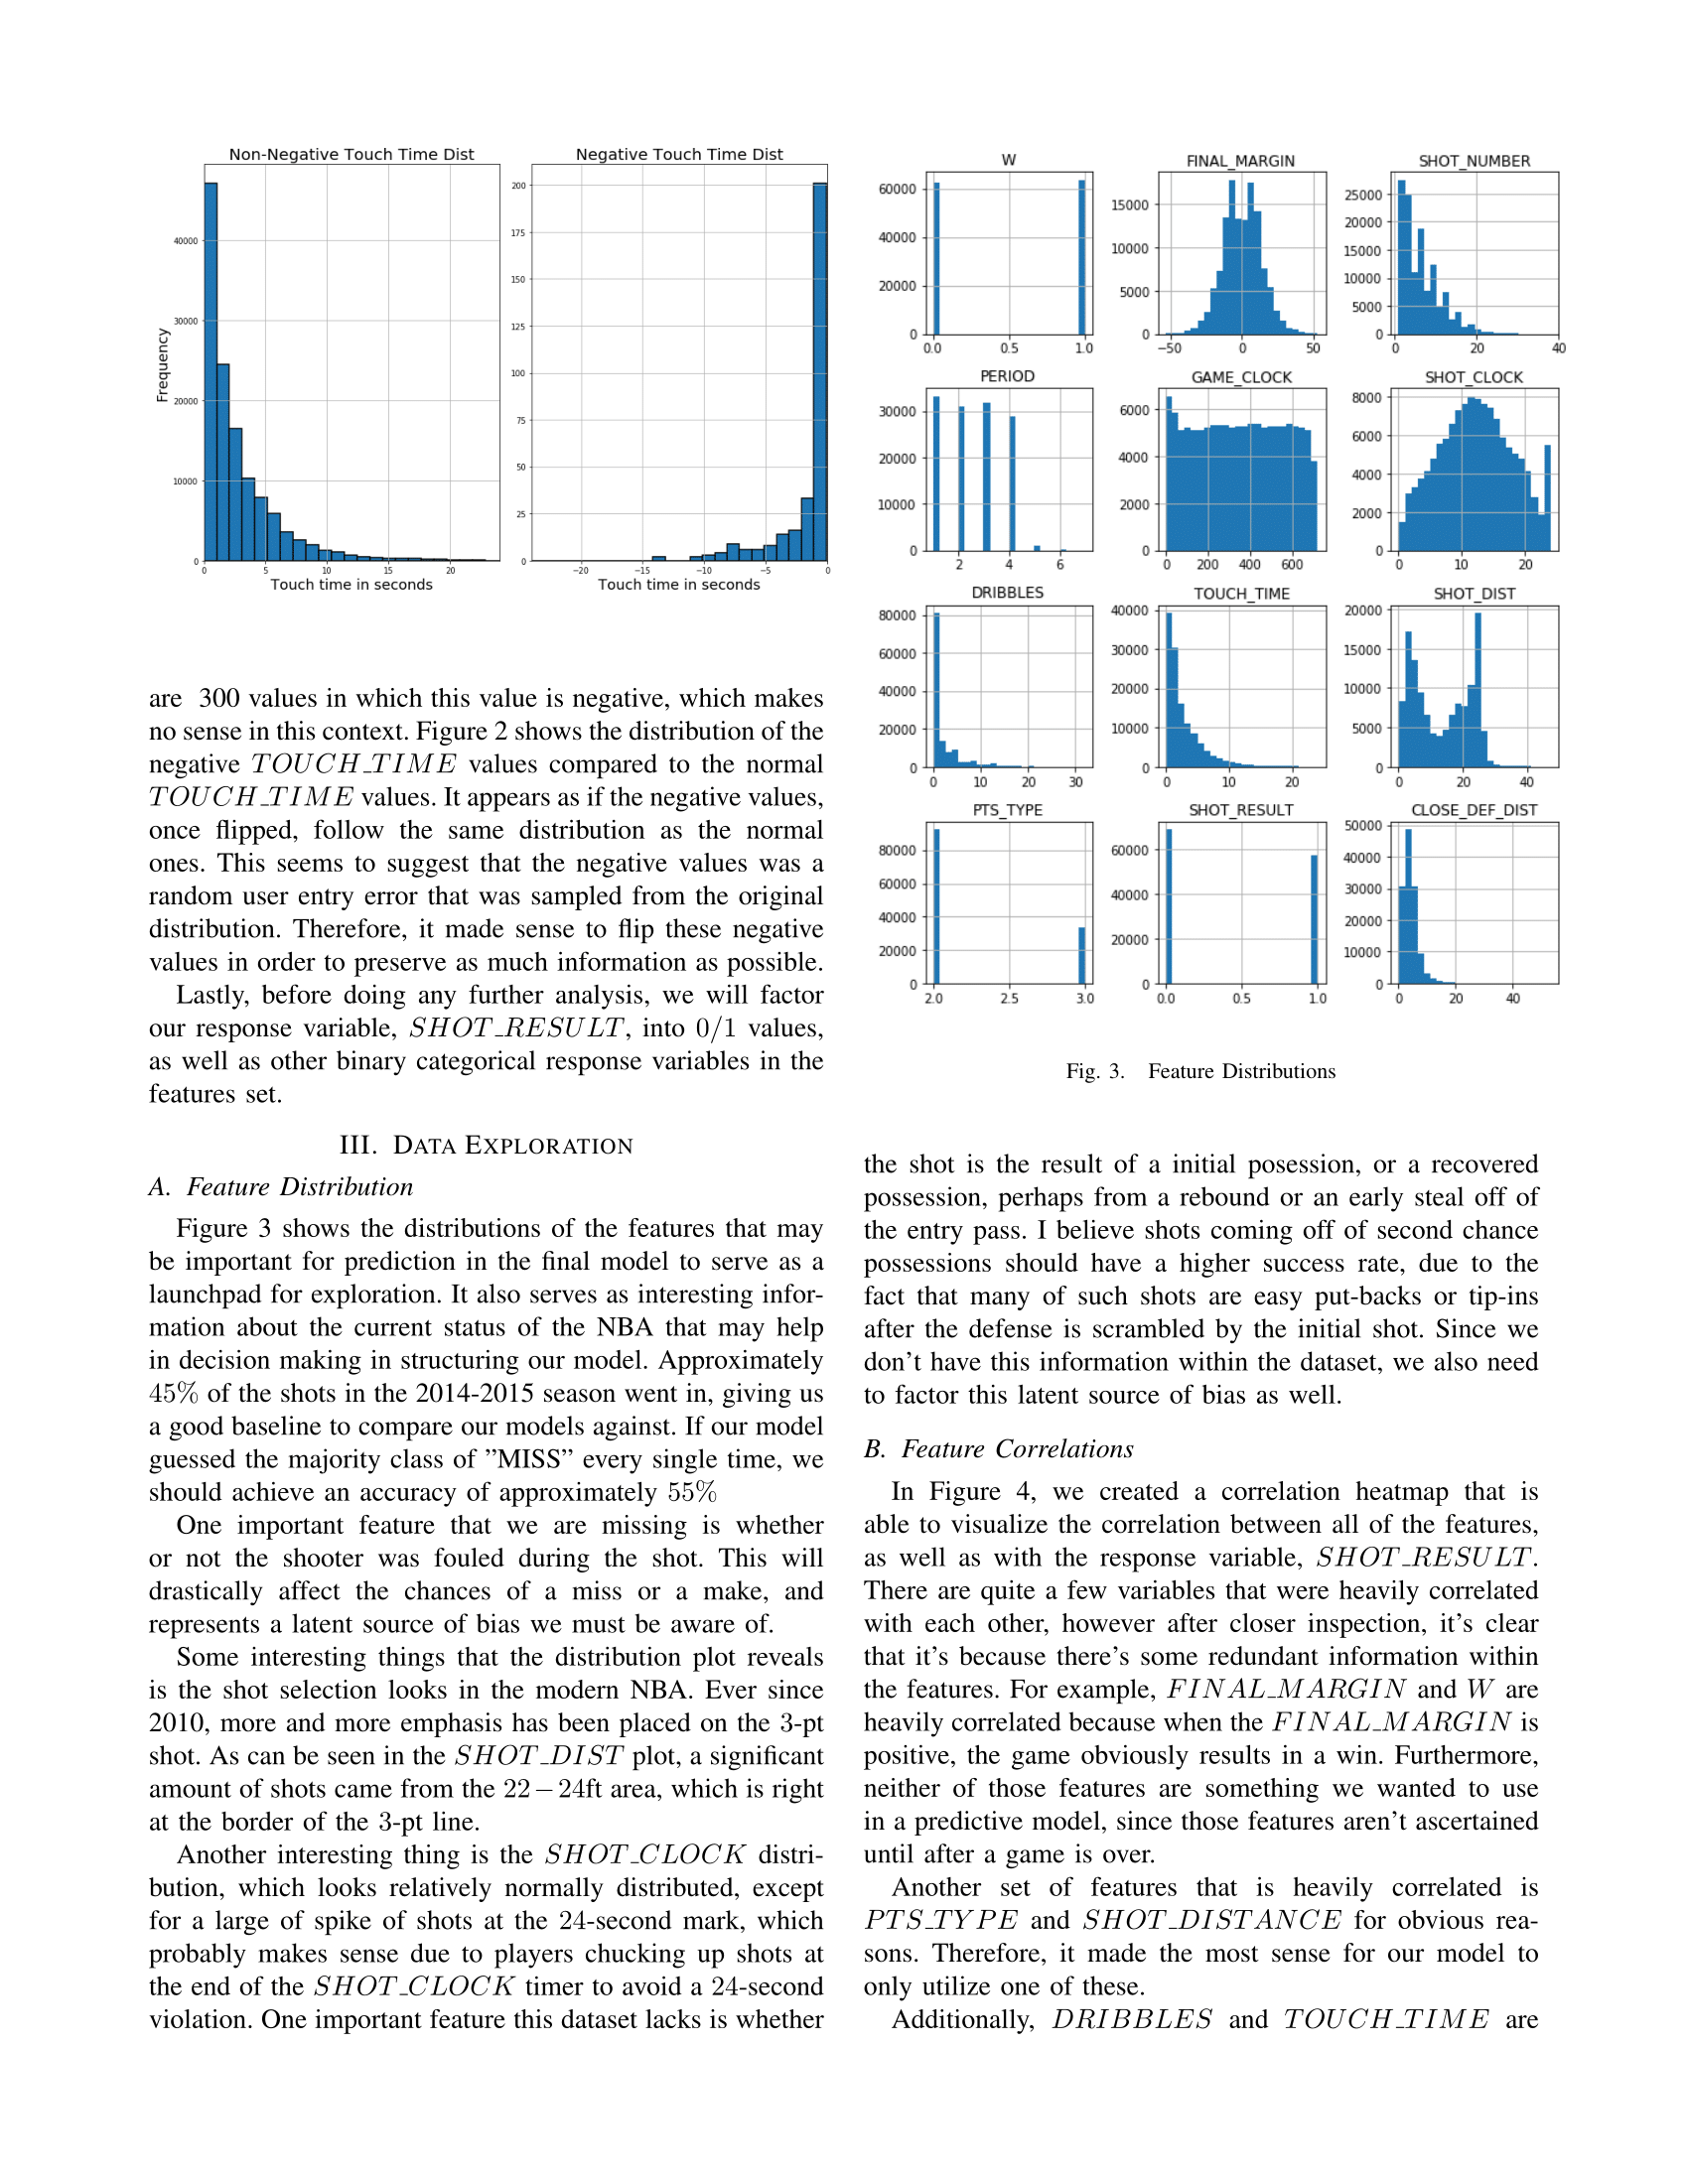 Non-Negative Touch Time Dist
Negative Touch Time Dist
Frequency
40000
30000
20000
10000
0
0
5
10
15
20
Touch time in seconds
200
175
150
125
100
75
50
25
0
−20
−15
−10
−5
0
Touch time in seconds
are 300 values in which this value is negative, which makes
no sense in this context. Figure 2 shows the distribution of the
negative TOUCH_TIME values compared to the normal
TOUCH_TIME values. It appears as if the negative values,
once flipped, follow the same distribution as the normal
ones. This seems to suggest that the negative values was a
random user entry error that was sampled from the original
distribution. Therefore, it made sense to flip these negative
values in order to preserve as much information as possible.
Lastly, before doing any further analysis, we will factor
our response variable, SHOT_RESULT, into 0/1 values,
as well as other binary categorical response variables in the
features set.
III. DATA EXPLORATION
A. Feature Distribution
Figure 3 shows the distributions of the features that may
be important for prediction in the final model to serve as a
launchpad for exploration. It also serves as interesting infor-
mation about the current status of the NBA that may help
in decision making in structuring our model. Approximately
45% of the shots in the 2014-2015 season went in, giving us
a good baseline to compare our models against. If our model
guessed the majority class of ”MISS” every single time, we
should achieve an accuracy of approximately 55%
One important feature that we are missing is whether
or not the shooter was fouled during the shot. This will
drastically affect the chances of a miss or a make, and
represents a latent source of bias we must be aware of.
Some interesting things that the distribution plot reveals
is the shot selection looks in the modern NBA. Ever since
2010, more and more emphasis has been placed on the 3-pt
shot. As can be seen in the SHOT_DIST plot, a significant
amount of shots came from the 22 − 24ft area, which is right
at the border of the 3-pt line.
Another interesting thing is the SHOT_CLOCK distri-
bution, which looks relatively normally distributed, except
for a large of spike of shots at the 24-second mark, which
probably makes sense due to players chucking up shots at
the end of the SHOT_CLOCK timer to avoid a 24-second
violation. One important feature this dataset lacks is whether
W
60000
40000
20000
0
0.0
0.5
1.0
FINAL_MARGIN
15000
10000
5000
0
−50
0
50
SHOT_NUMBER
25000
20000
15000
10000
5000
0
0
20
40
PERIOD
30000
20000
10000
0
2
4
6
GAME_CLOCK
6000
4000
2000
0
0
200
400
600
SHOT_CLOCK
8000
6000
4000
2000
0
0
10
20
DRIBBLES
80000
60000
40000
20000
0
0
10
20
30
TOUCH_TIME
40000
30000
20000
10000
0
0
10
20
SHOT_DIST
20000
15000
10000
5000
0
0
20
40
PTS_TYPE
80000
60000
40000
20000
0
2.0
2.5
3.0
SHOT_RESULT
60000
40000
20000
0
0.0
0.5
1.0
CLOSE_DEF_DIST
50000
40000
30000
20000
10000
0
0
20
40
Fig. 3. Feature Distributions
the shot is the result of a initial posession, or a recovered
possession, perhaps from a rebound or an early steal off of
the entry pass. I believe shots coming off of second chance
possessions should have a higher success rate, due to the
fact that many of such shots are easy put-backs or tip-ins
after the defense is scrambled by the initial shot. Since we
don't have this information within the dataset, we also need
to factor this latent source of bias as well.
B. Feature Correlations
In Figure 4, we created a correlation heatmap that is
able to visualize the correlation between all of the features,
as well as with the response variable, SHOT_RESULT.
There are quite a few variables that were heavily correlated
with each other, however after closer inspection, it's clear
that it's because there's some redundant information within
the features. For example, FINAL_MARGIN and W are
heavily correlated because when the FINAL_MARGIN is
positive, the game obviously results in a win. Furthermore,
neither of those features are something we wanted to use
in a predictive model, since those features aren't ascertained
until after a game is over.
Another set of features that is heavily correlated is
PTS_TYPE and SHOT_DISTANCE for obvious rea-
sons. Therefore, it made the most sense for our model to
only utilize one of these.
Additionally, DRIBBLES and TOUCH_TIME are